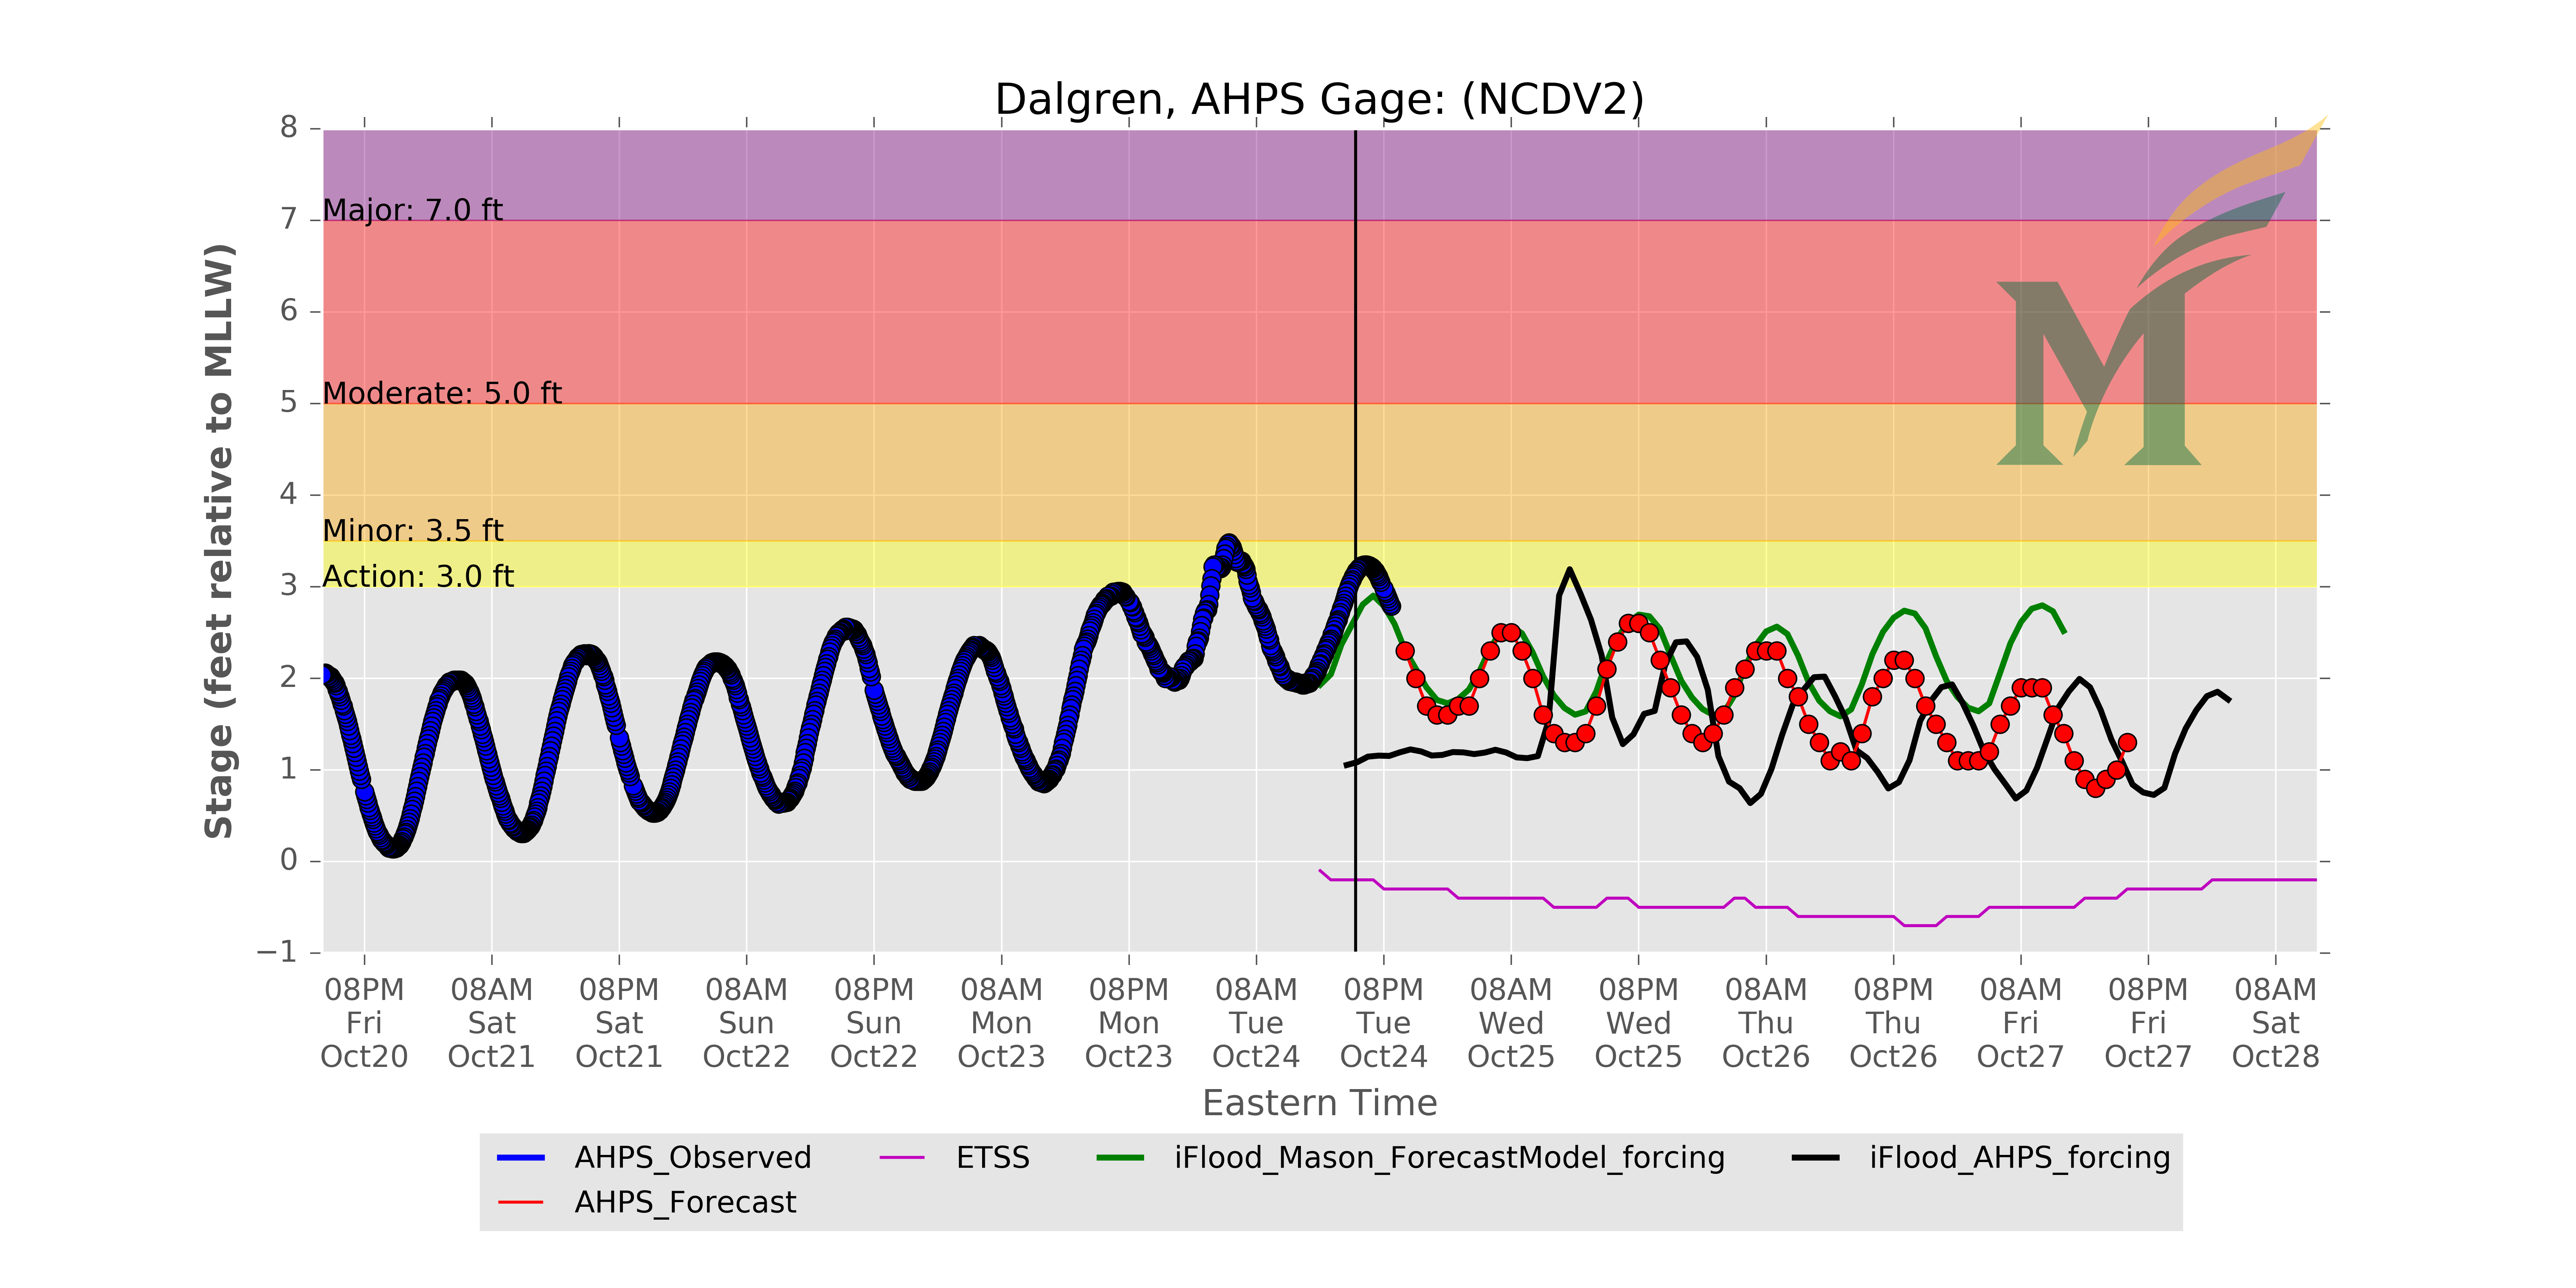 Dalgren, AHPS Gage: (NCDV2)
Stage (feet relative to MLLW)
8
7
6
5
4
3
2
1
0
−1
Major: 7.0 ft
Moderate: 5.0 ft
Minor: 3.5 ft
Action: 3.0 ft
M
08PM 08AM 08PM 08AM 08PM 08AM 08PM 08AM 08PM 08AM 08PM 08AM 08PM 08AM 08PM 08AM
Fri Sat Sat Sun Sun Mon Mon Tue Tue Wed Wed Thu Thu Fri Fri Sat
Oct20 Oct21 Oct21 Oct22 Oct22 Oct23 Oct23 Oct24 Oct24 Oct25 Oct25 Oct26 Oct26 Oct27 Oct27 Oct28
Eastern Time
AHPS_Observed ETSS iFlood_Mason_ForecastModel_forcing iFlood_AHPS_forcing
AHPS_Forecast